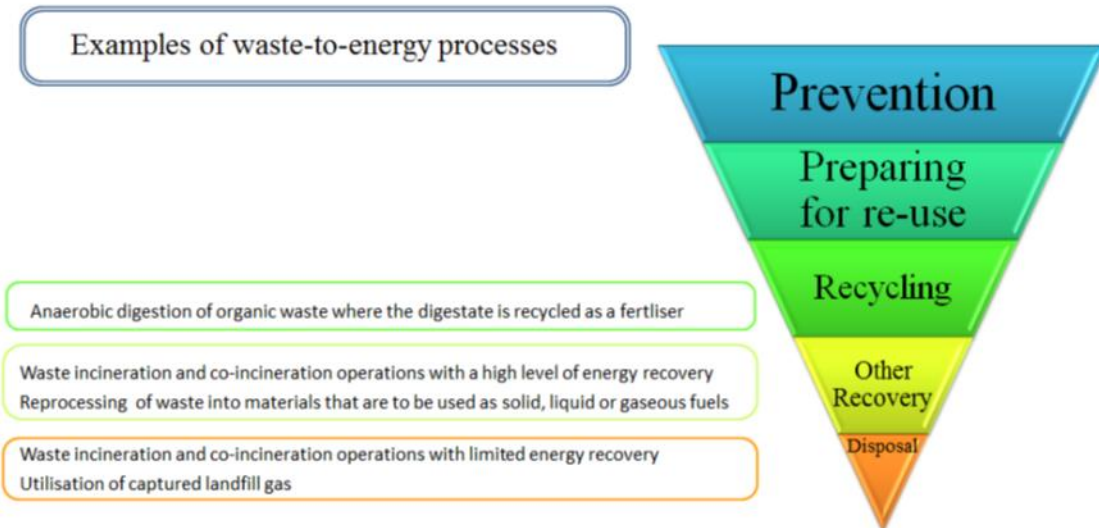 Examples of waste-to-energy processes
Prevention
Preparing
for re-use
Recycling
Anaerobic digestion of organic waste where the digestate is recycled as a fertliser
Other
Recovery
Waste incineration and co-incineration operations with a high level of energy recovery
Reprocessing of waste into materials that are to be used as solid, liquid or gaseous fuels
Disposal
Waste incineration and co-incineration operations with limited energy recovery
Utilisation of captured landfill gas